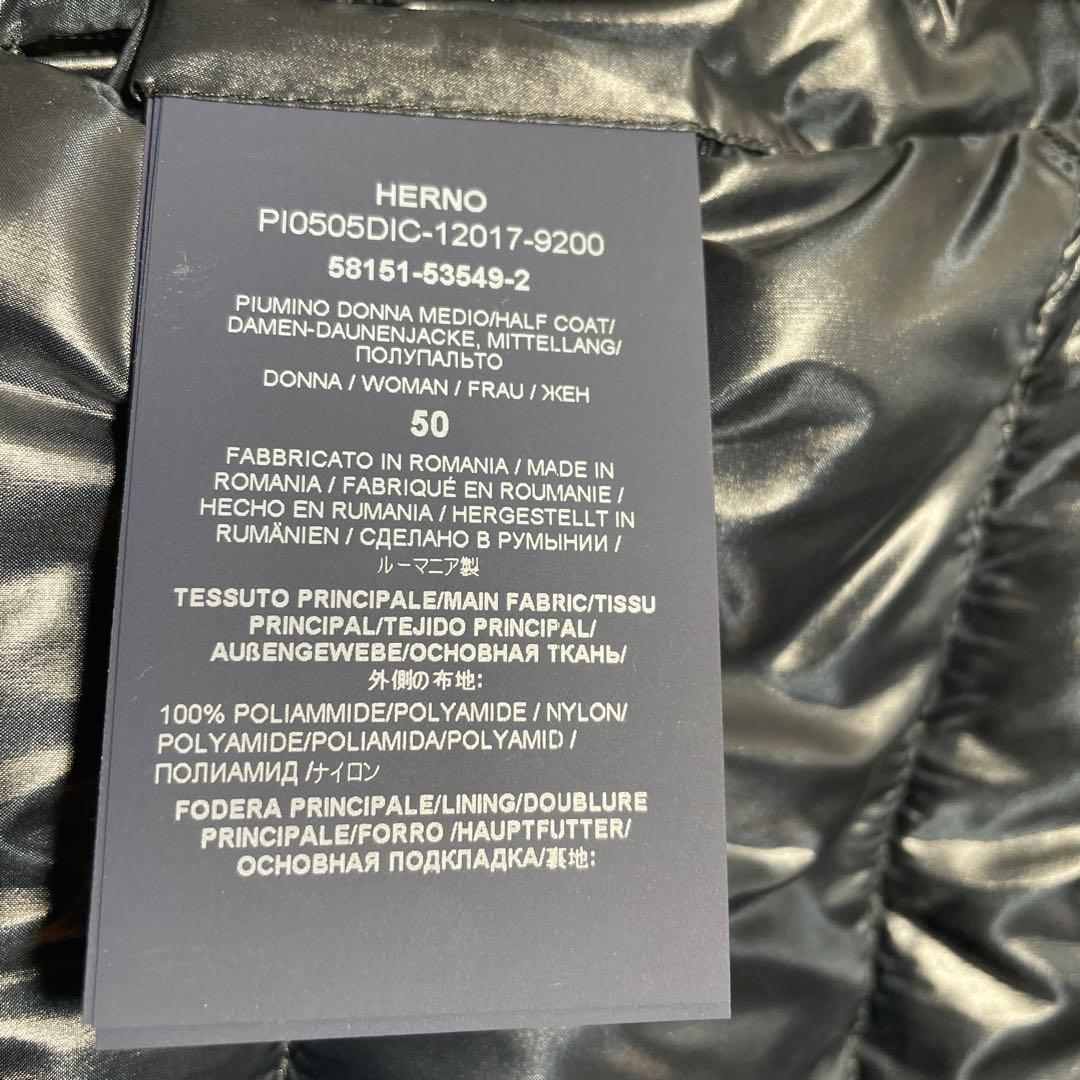 HERNO
PI0505DIC-12017-9200
58151-53549-2
PIUMINO DONNA MEDIO/HALF COAT/
DAMEN-DAUNENJACKE, MITTELLANG/
ПОЛУПАЛЬТО
DONNA / WOMAN / FRAU / ЖЕН
50
FABBRICATO IN ROMANIA / MADE IN
ROMANIA / FABRIQUÉ EN ROUMANIE /
HECHO EN RUMANIA / HERGESTELLT IN
RUMÄNIEN / СДЕЛАНО В РУМЫНИИ /
ルーマニア製
TESSUTO PRINCIPALE/MAIN FABRIC/TISSU
PRINCIPAL/TEJIDO PRINCIPAL/
AUßENGEWEBE/ОСНОВНАЯ ТКАНЬ/
外側の布地:
100% POLIAMMIDE/POLYAMIDE / NYLON/
POLYAMIDE/POLIAMIDA/POLYAMID /
ПОЛИАМИД /ナイロン
FODERA PRINCIPALE/LINING/DOUBLURE
PRINCIPALE/FORRO /HAUPTFUTTER/
ОСНОВНАЯ ПОДКЛАДКА/裏地: